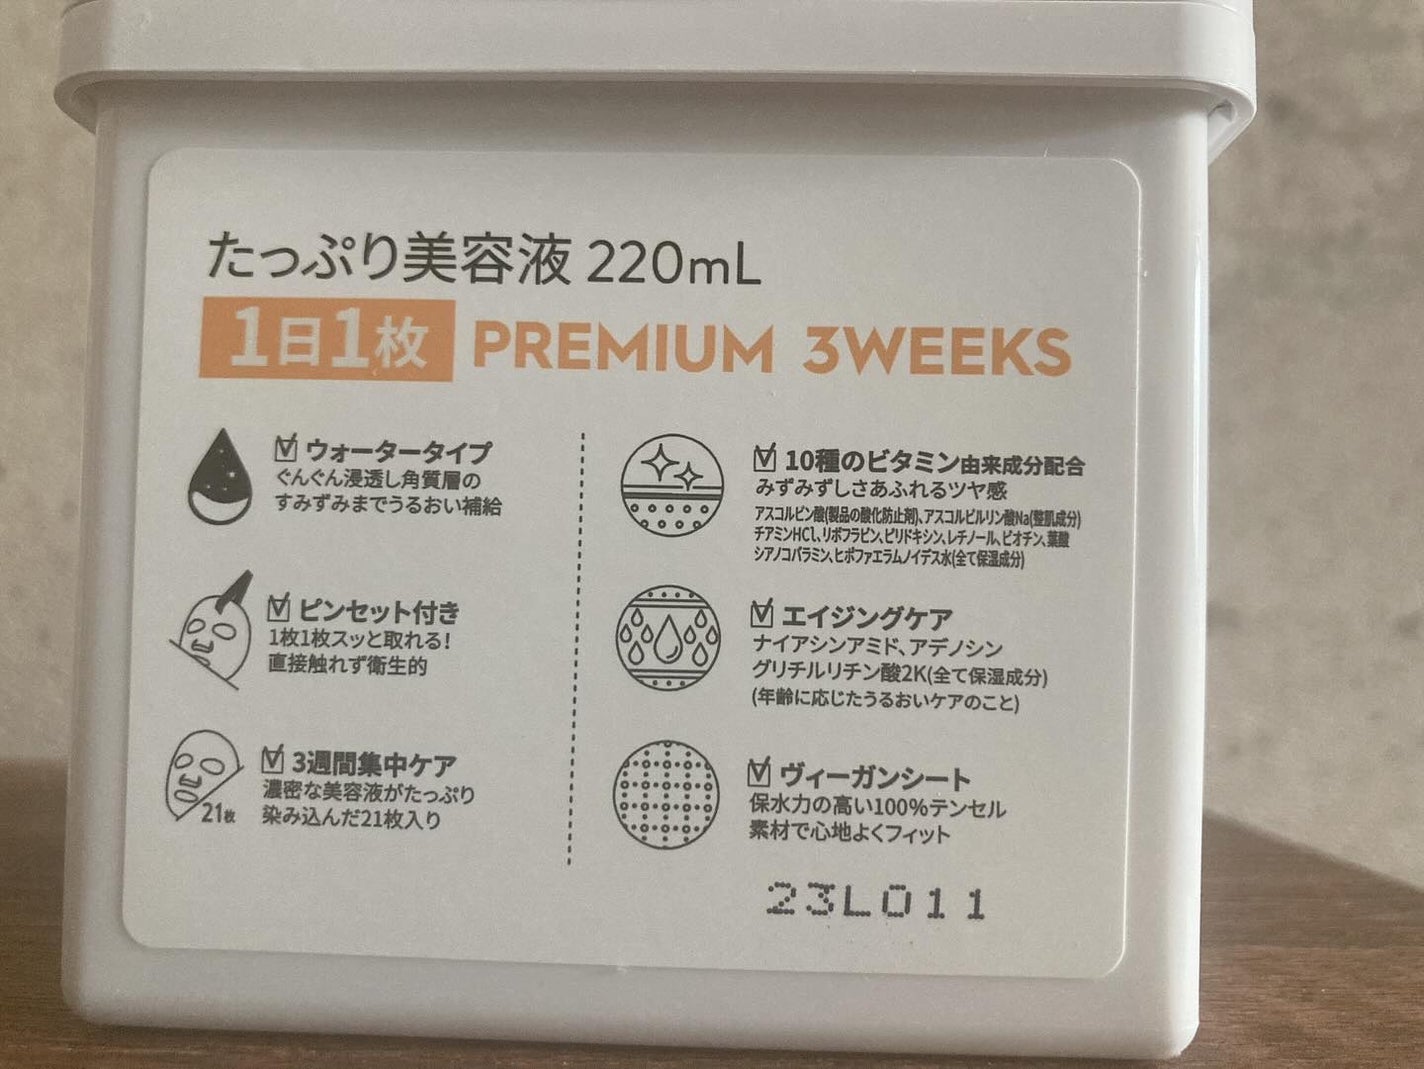 たっぷり美容液 220mL
1日1枚 PREMIUM 3WEEKS
ウォータータイプ
ぐんぐん浸透し角質層の
すみずみまでうるおい補給
ピンセット付き
1枚1枚スッと取れる!
直接触れず衛生的
21枚
3週間集中ケア
濃密な美容液がたっぷり
染み込んだ21枚入り
10種のビタミン由来成分配合
みずみずしさあふれるツヤ感
アスコルビン酸(製品の酸化防止剤)、アスコルビルリン酸Na(整肌成分)
チアミンHCl、リボフラビン、ピリドキシン、レチノール、ビオチン、葉酸
シアノコバラミン、ヒポファエラムノイデス水(全て保湿成分)
エイジングケア
ナイアシンアミド、アデノシン
グリチルリチン酸2K(全て保湿成分)
(年齢に応じたうるおいケアのこと)
ヴィーガンシート
保水力の高い100%テンセル
素材で心地よくフィット
23L011